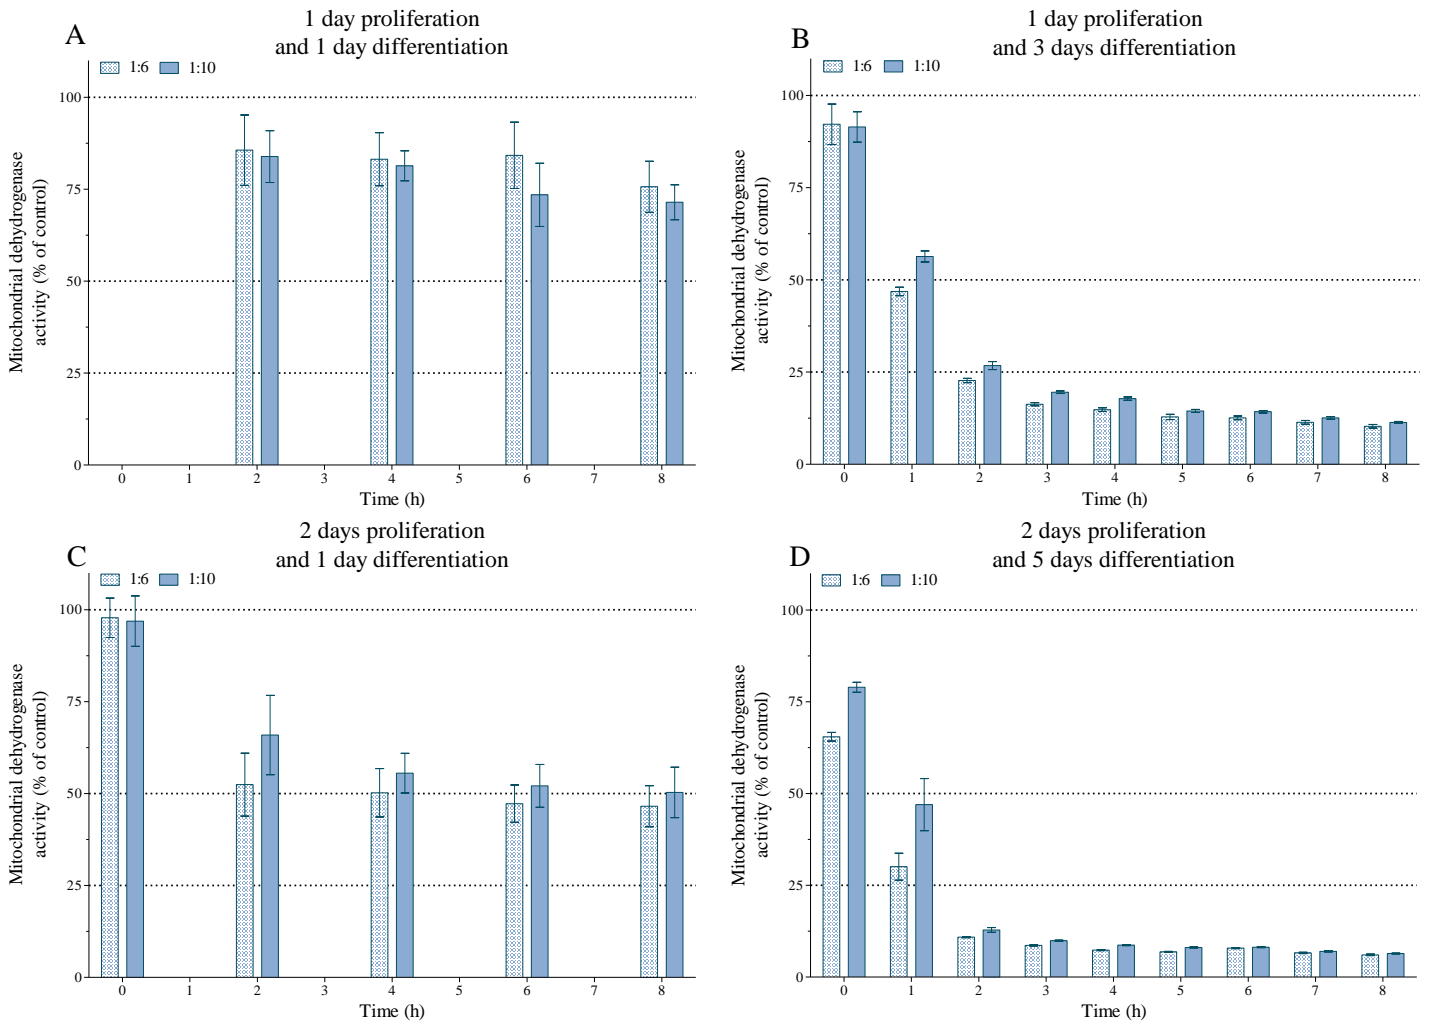 A
1 day proliferation
and 1 day differentiation
1:6 1:10
Mitochondrial dehydrogenase
activity (% of control)
100
75
50
25
0
0 1 2 3 4 5 6 7 8
Time (h)
B
1 day proliferation
and 3 days differentiation
1:6 1:10
Mitochondrial dehydrogenase
activity (% of control)
100
75
50
25
0
0 1 2 3 4 5 6 7 8
Time (h)
C
2 days proliferation
and 1 day differentiation
1:6 1:10
Mitochondrial dehydrogenase
activity (% of control)
100
75
50
25
0
0 1 2 3 4 5 6 7 8
Time (h)
D
2 days proliferation
and 5 days differentiation
1:6 1:10
Mitochondrial dehydrogenase
activity (% of control)
100
75
50
25
0
0 1 2 3 4 5 6 7 8
Time (h)